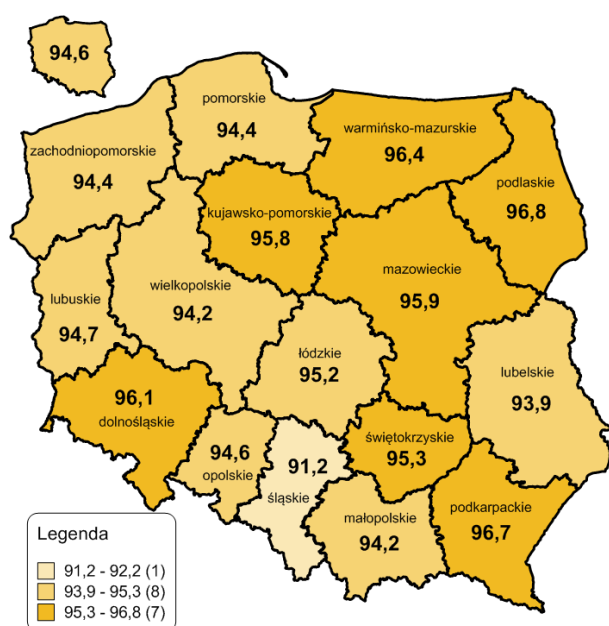 94,6
pomorskie
94,4
warmińsko-mazurskie
96,4
zachodniopomorskie
94,4
podlaskie
96,8
kujawsko-pomorskie
95,8
mazowieckie
95,9
wielkopolskie
94,2
lubuskie
94,7
łódzkie
95,2
lubelskie
93,9
96,1
dolnośląskie
94,6
opolskie
91,2
śląskie
świętokrzyskie
95,3
małopolskie
94,2
podkarpackie
96,7
Legenda
91,2 - 92,2 (1)
93,9 - 95,3 (8)
95,3 - 96,8 (7)